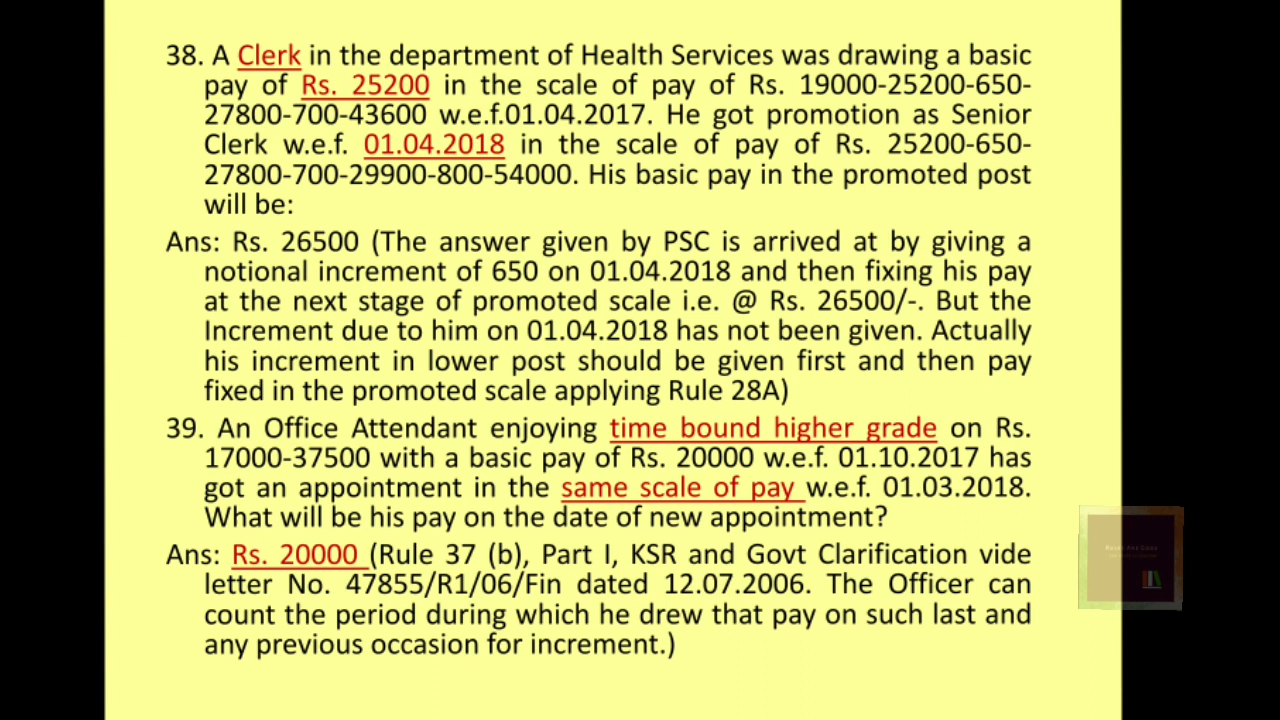 38. A Clerk in the department of Health Services was drawing a basic
pay of Rs. 25200 in the scale of pay of Rs. 19000-25200-650-
27800-700-43600 w.e.f.01.04.2017. He got promotion as Senior
Clerk w.e.f. 01.04.2018 in the scale of pay of Rs. 25200-650-
27800-700-29900-800-54000. His basic pay in the promoted post
will be:
Ans: Rs. 26500 (The answer given by PSC is arrived at by giving a
notional increment of 650 on 01.04.2018 and then fixing his pay
at the next stage of promoted scale i.e. @ Rs. 26500/-. But the
Increment due to him on 01.04.2018 has not been given. Actually
his increment in lower post should be given first and then pay
fixed in the promoted scale applying Rule 28A)
39. An Office Attendant enjoying time bound higher grade on Rs.
17000-37500 with a basic pay of Rs. 20000 w.e.f. 01.10.2017 has
got an appointment in the same scale of pay w.e.f. 01.03.2018.
What will be his pay on the date of new appointment?
Ans: Rs. 20000 (Rule 37 (b), Part I, KSR and Govt Clarification vide
letter No. 47855/R1/06/Fin dated 12.07.2006. The Officer can
count the period during which he drew that pay on such last and
any previous occasion for increment.)